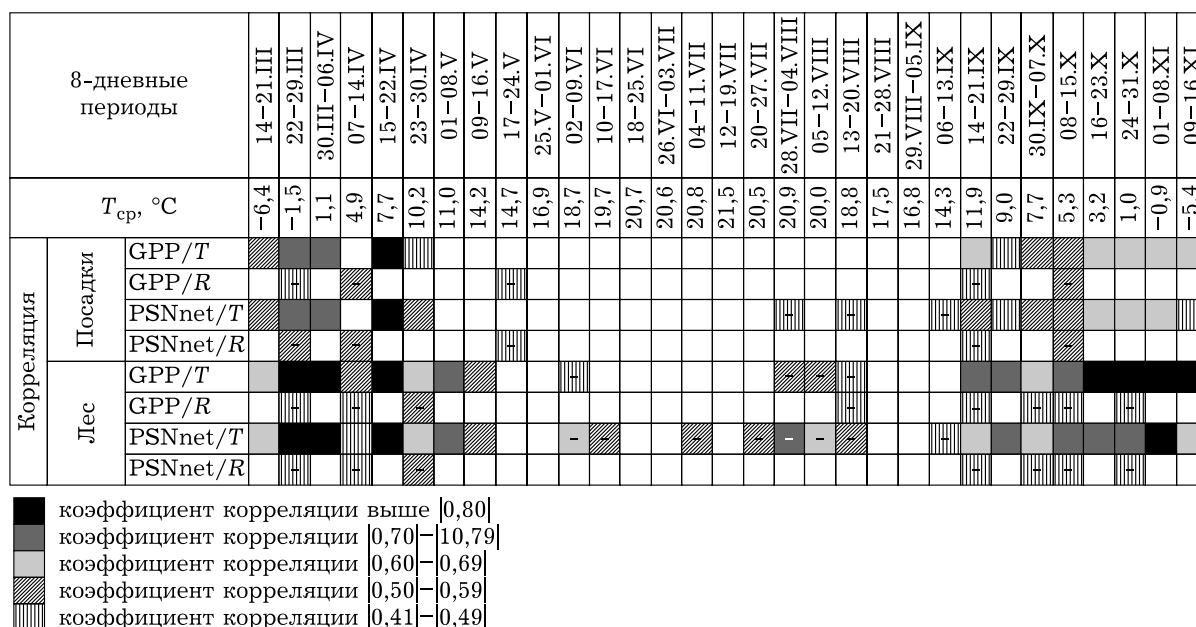 8-дневные
периоды
14–21.III
22–29.III
30.III–06.IV
07–14.IV
15–22.IV
23–30.IV
01–08.V
09–16.V
17–24.V
25.V–01.VI
02–09.VI
10–17.VI
18–25.VI
26.VI–03.VII
04–11.VII
12–19.VII
20–27.VII
28.VII–04.VIII
05–12.VIII
13–20.VIII
21–28.VIII
29.VIII–05.IX
06–13.IX
14–21.IX
22–29.IX
30.IX–07.X
08–15.X
16–23.X
24–31.X
01–08.XI
09–16.XI
Tср, °C
−6,4
−1,5
1,1
4,9
7,7
10,2
11,0
14,2
14,7
16,9
18,7
19,7
20,7
20,6
20,8
21,5
20,5
20,9
20,0
18,8
17,5
16,8
14,3
11,9
9,0
7,7
5,3
3,2
1,0
−0,9
−5,4
Корреляция
Посадки
GPP/T
GPP/R
– – – – –
PSNnet/T
– – –
PSNnet/R
– – – – –
Лес
GPP/T
– – – –
GPP/R
– – – – – – – –
PSNnet/T
– – – – – – – –
PSNnet/R
– – – – – – –
коэффициент корреляции выше |0,80|
коэффициент корреляции |0,70|–|0,79|
коэффициент корреляции |0,60|–|0,69|
коэффициент корреляции |0,50|–|0,59|
коэффициент корреляции |0,41|–|0,49|